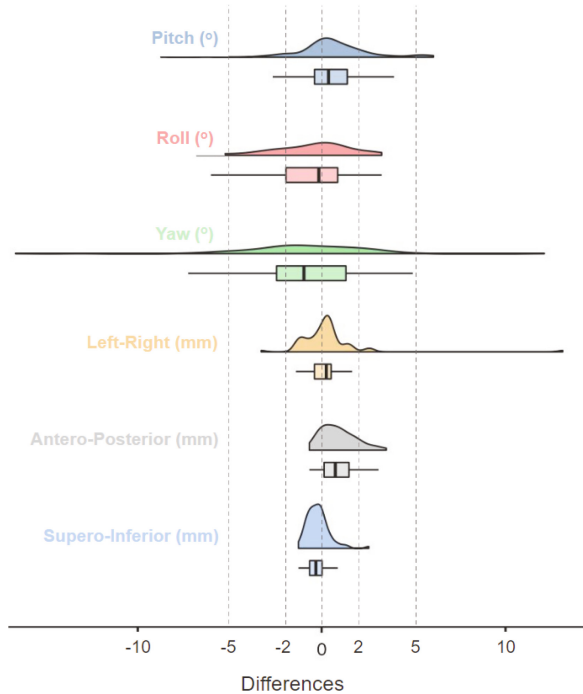 Pitch (º)
Roll (º)
Yaw (º)
Left-Right (mm)
Antero-Posterior (mm)
Supero-Inferior (mm)
-10 -5 -2 0 2 5 10
Differences